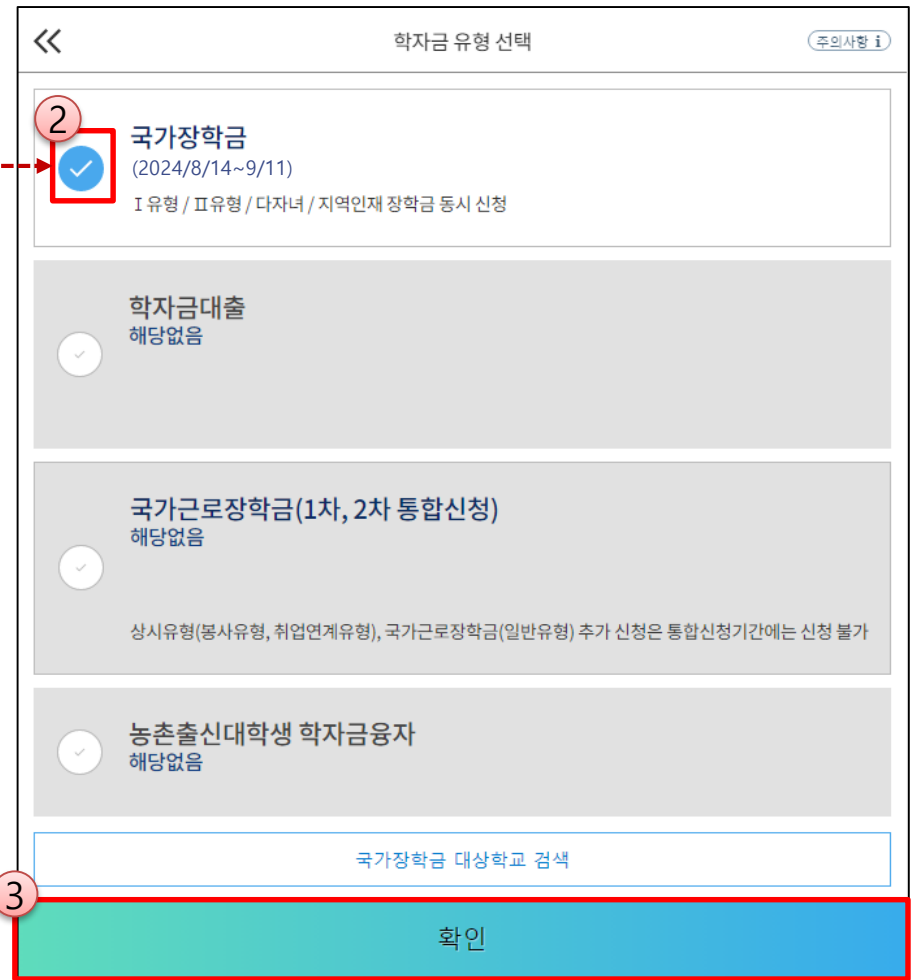 학자금 유형 선택
주의사항 i
2
국가장학금
(2024/8/14~9/11)
Ⅰ유형 / Ⅱ유형 / 다자녀 / 지역인재 장학금 동시 신청
학자금대출
해당없음
국가근로장학금(1차, 2차 통합신청)
해당없음
상시유형(봉사유형, 취업연계유형), 국가근로장학금(일반유형) 추가 신청은 통합신청기간에는 신청 불가
농촌출신대학생 학자금융자
해당없음
국가장학금 대상학교 검색
3
확인